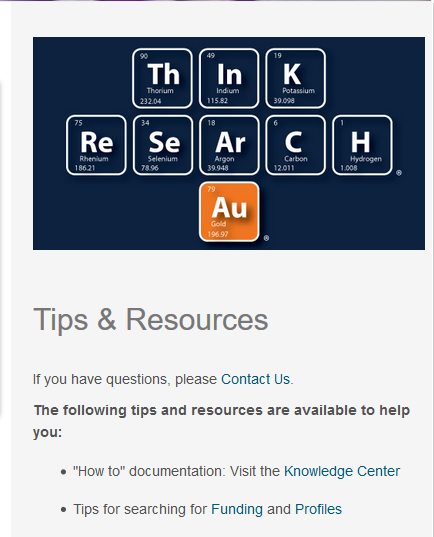 90 49 19
Th In K
Thorium Indium Potassium
232.04 115.82 39.098
75 34 18 6 1
Re Se Ar C H
Rhenium Selenium Argon Carbon Hydrogen
186.21 78.96 39.948 12.011 1.008 ®
79
Au
Gold
196.97 ®
Tips & Resources
If you have questions, please Contact Us.
The following tips and resources are available to help
you:
• "How to" documentation: Visit the Knowledge Center
• Tips for searching for Funding and Profiles